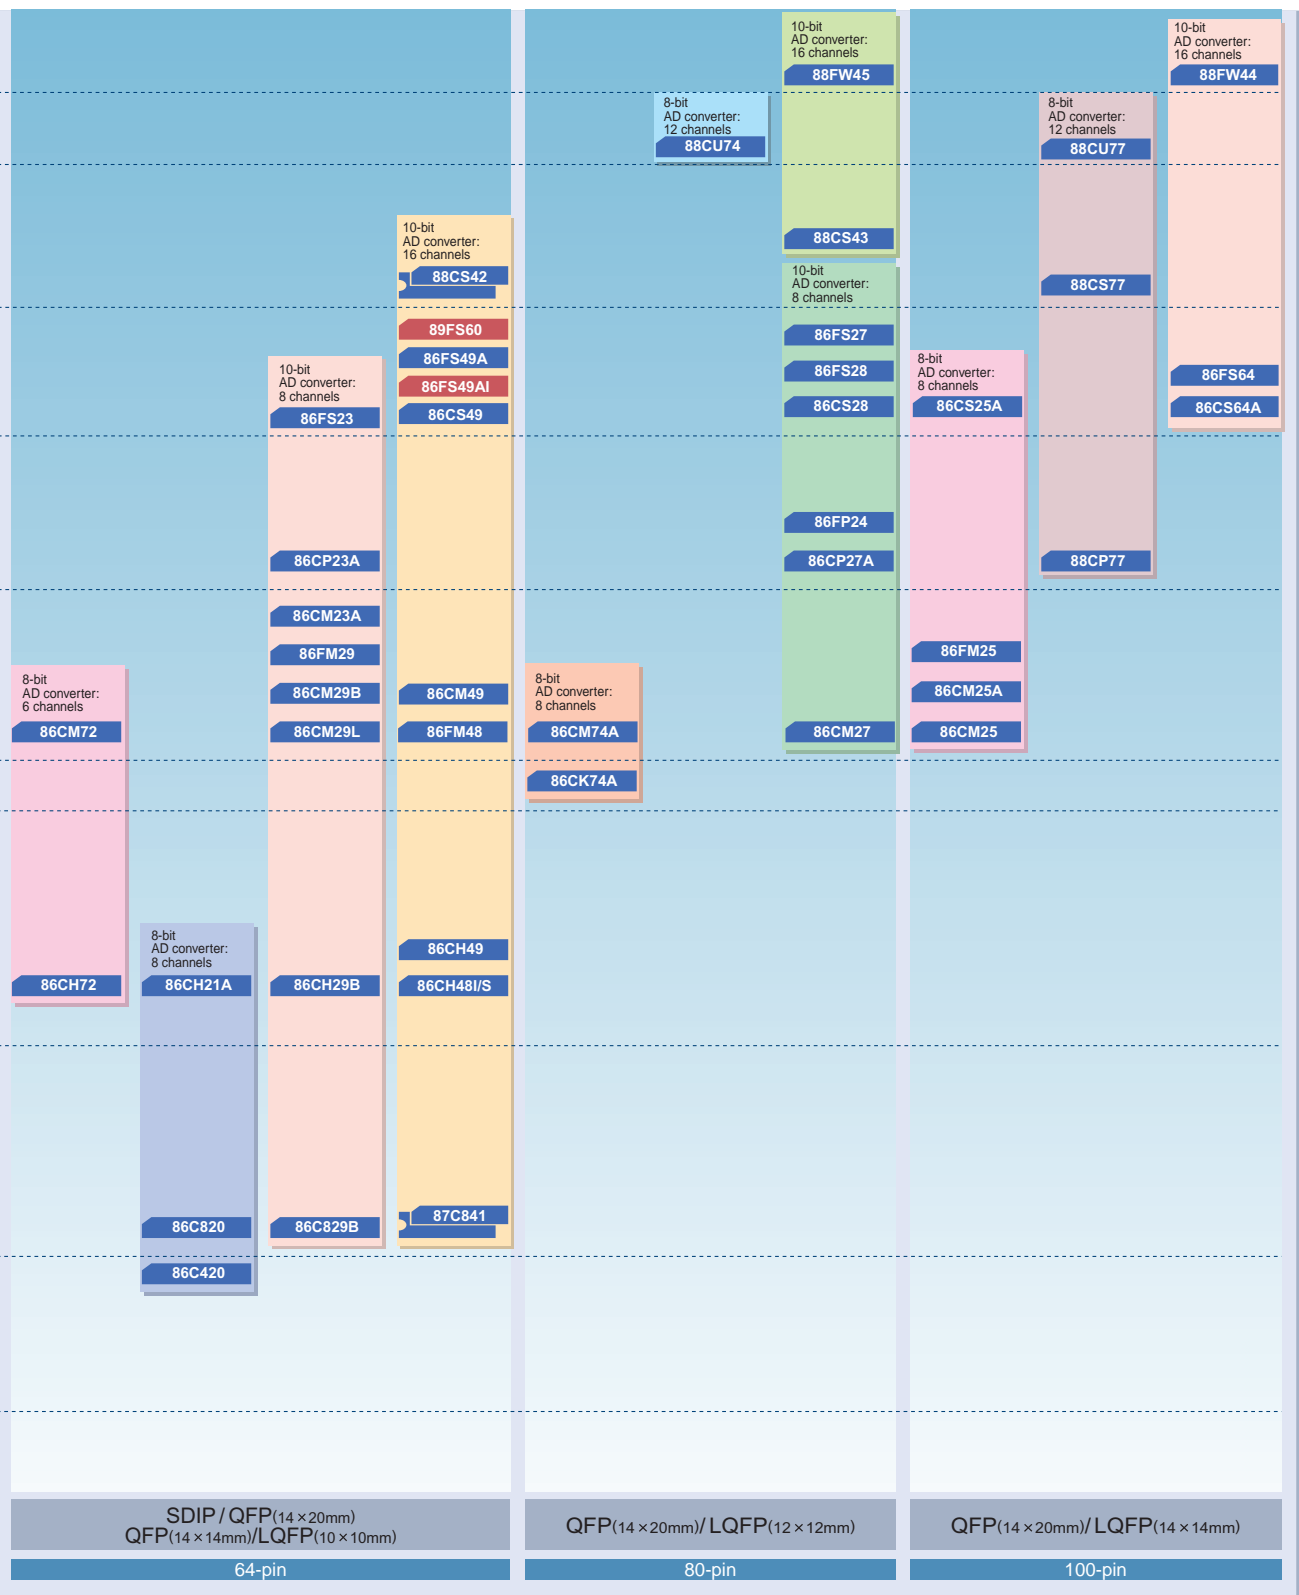 8-bit
AD converter:
6 channels
86CM72
86CH72
8-bit
AD converter:
8 channels
86CH21A
86C820
86C420
10-bit
AD converter:
8 channels
86FS23
86CP23A
86CM23A
86FM29
86CM29B
86CM29L
86CH29B
86C829B
10-bit
AD converter:
16 channels
88CS42
89FS60
86FS49A
86FS49AI
86CS49
86CM49
86FM48
86CH49
86CH48I/S
87C841
SDIP/QFP(14×20mm)
QFP(14×14mm)/LQFP(10×10mm)
64-pin
8-bit
AD converter:
8 channels
86CM74A
86CK74A
8-bit
AD converter:
12 channels
88CU74
10-bit
AD converter:
16 channels
88FW45
88CS43
10-bit
AD converter:
8 channels
86FS27
86FS28
86CS28
86FP24
86CP27A
86CM27
QFP(14×20mm)/LQFP(12×12mm)
80-pin
8-bit
AD converter:
8 channels
86CS25A
86FM25
86CM25A
86CM25
8-bit
AD converter:
12 channels
88CU77
88CS77
88CP77
10-bit
AD converter:
16 channels
88FW44
86FS64
86CS64A
QFP(14×20mm)/LQFP(14×14mm)
100-pin